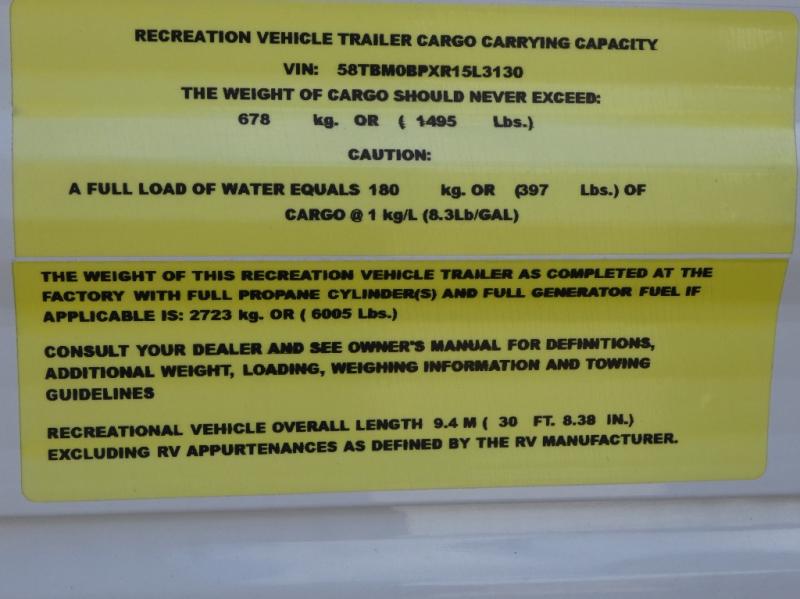 RECREATION VEHICLE TRAILER CARGO CARRYING CAPACITY
VIN: 58TBM0BPXR15L3130
THE WEIGHT OF CARGO SHOULD NEVER EXCEED:
678 kg. OR ( 1495 Lbs.)
CAUTION:
A FULL LOAD OF WATER EQUALS 180 kg. OR (397 Lbs.) OF
CARGO @ 1 kg/L (8.3Lb/GAL)
THE WEIGHT OF THIS RECREATION VEHICLE TRAILER AS COMPLETED AT THE
FACTORY WITH FULL PROPANE CYLINDER(S) AND FULL GENERATOR FUEL IF
APPLICABLE IS: 2723 kg. OR ( 6005 Lbs.)
CONSULT YOUR DEALER AND SEE OWNER'S MANUAL FOR DEFINITIONS,
ADDITIONAL WEIGHT, LOADING, WEIGHING INFORMATION AND TOWING
GUIDELINES
RECREATIONAL VEHICLE OVERALL LENGTH 9.4 M ( 30 FT. 8.38 IN.)
EXCLUDING RV APPURTENANCES AS DEFINED BY THE RV MANUFACTURER.